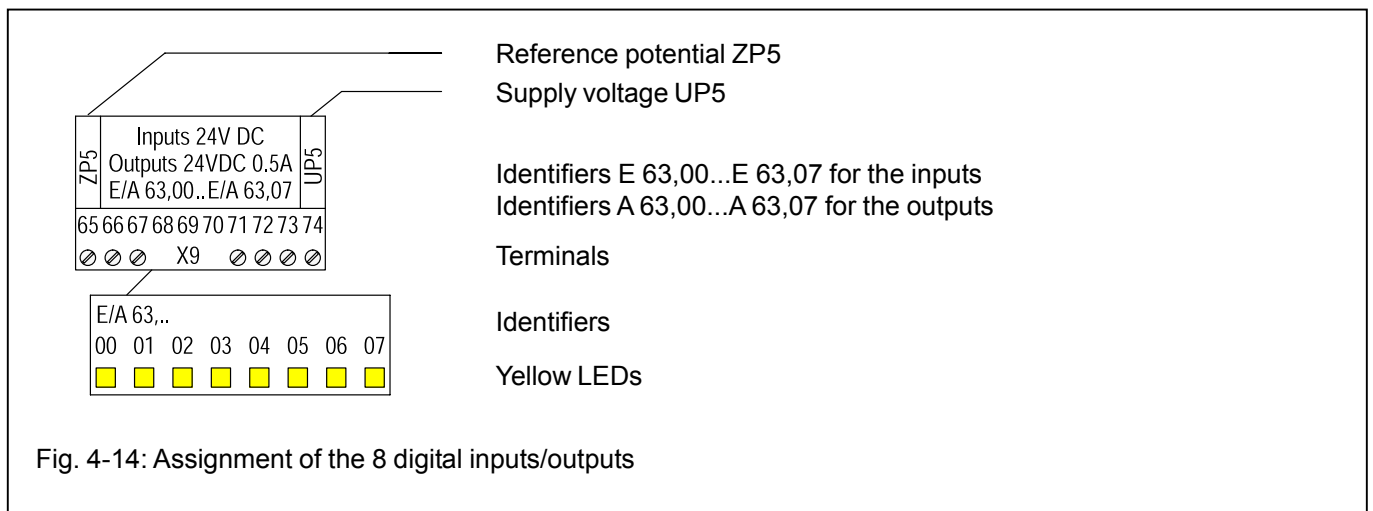 Reference potential ZP5
Supply voltage UP5
ZP5
Inputs 24V DC
Outputs 24VDC 0.5A
E/A 63,00..E/A 63,07
UP5
Identifiers E 63,00...E 63,07 for the inputs
Identifiers A 63,00...A 63,07 for the outputs
65 66 67 68 69 70 71 72 73 74
X9
Terminals
E/A 63,..
Identifiers
00 01 02 03 04 05 06 07
Yellow LEDs
Fig. 4-14: Assignment of the 8 digital inputs/outputs